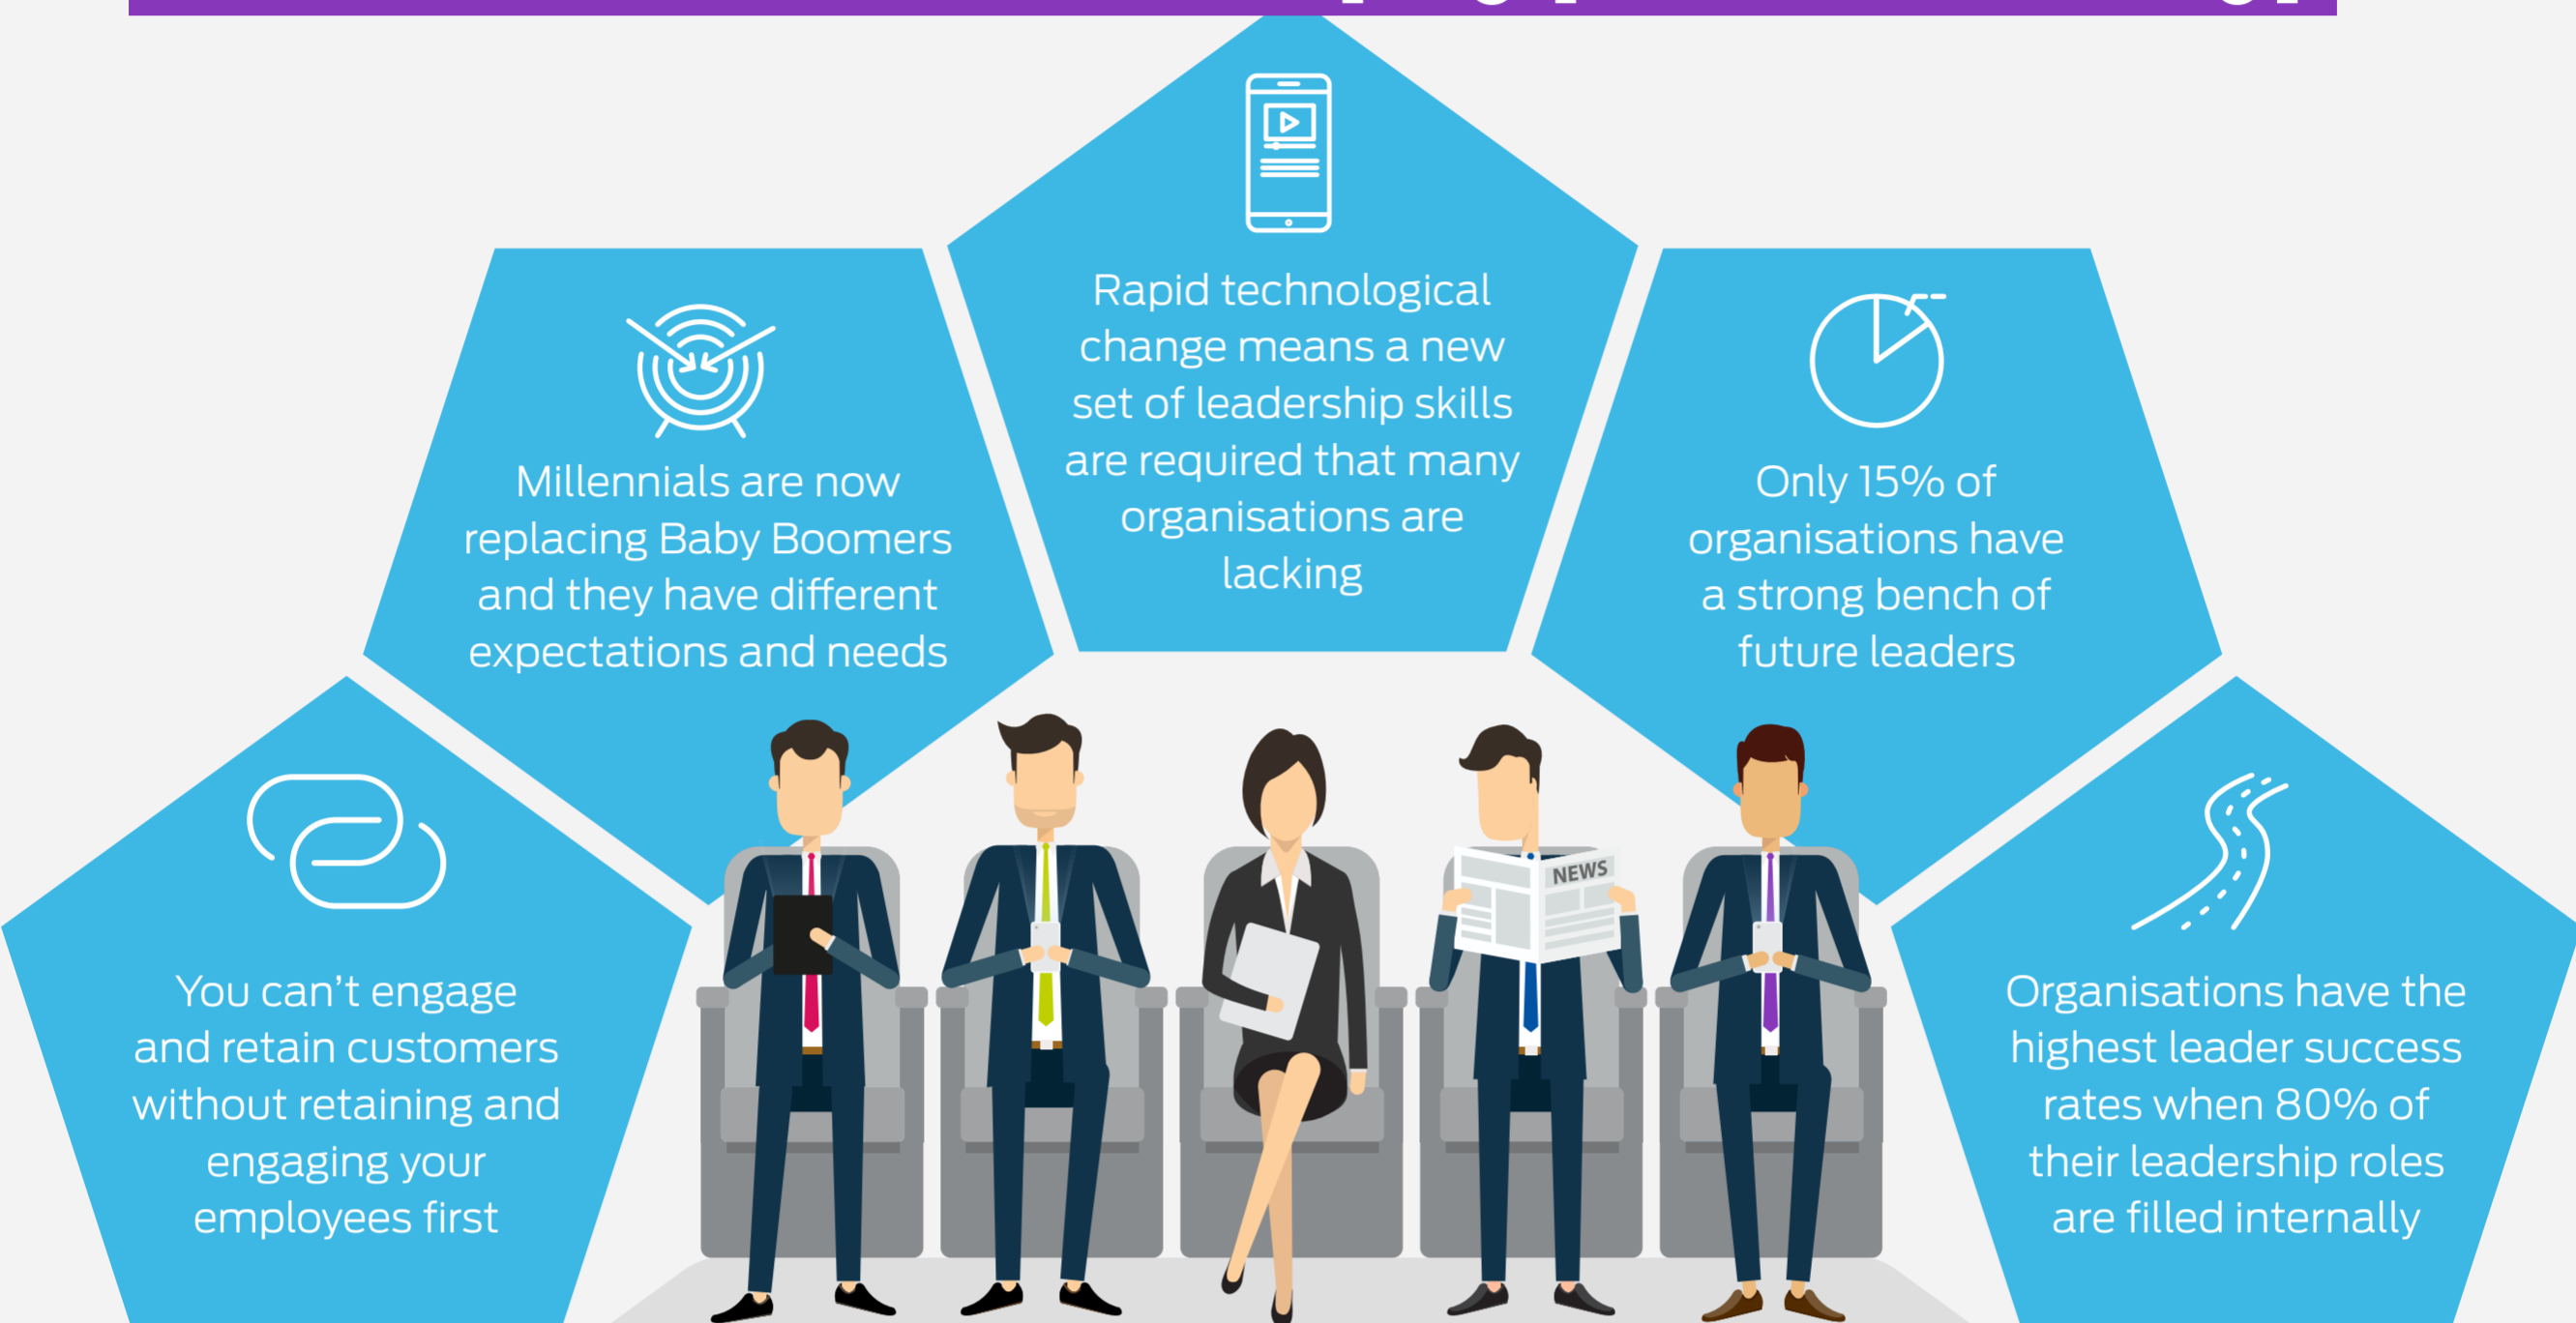 You can’t engage
and retain customers
without retaining and
engaging your
employees first
Millennials are now
replacing Baby Boomers
and they have different
expectations and needs
Rapid technological
change means a new
set of leadership skills
are required that many
organisations are
lacking
Only 15% of
organisations have
a strong bench of
future leaders
Organisations have the
highest leader success
rates when 80% of
their leadership roles
are filled internally
NEWS